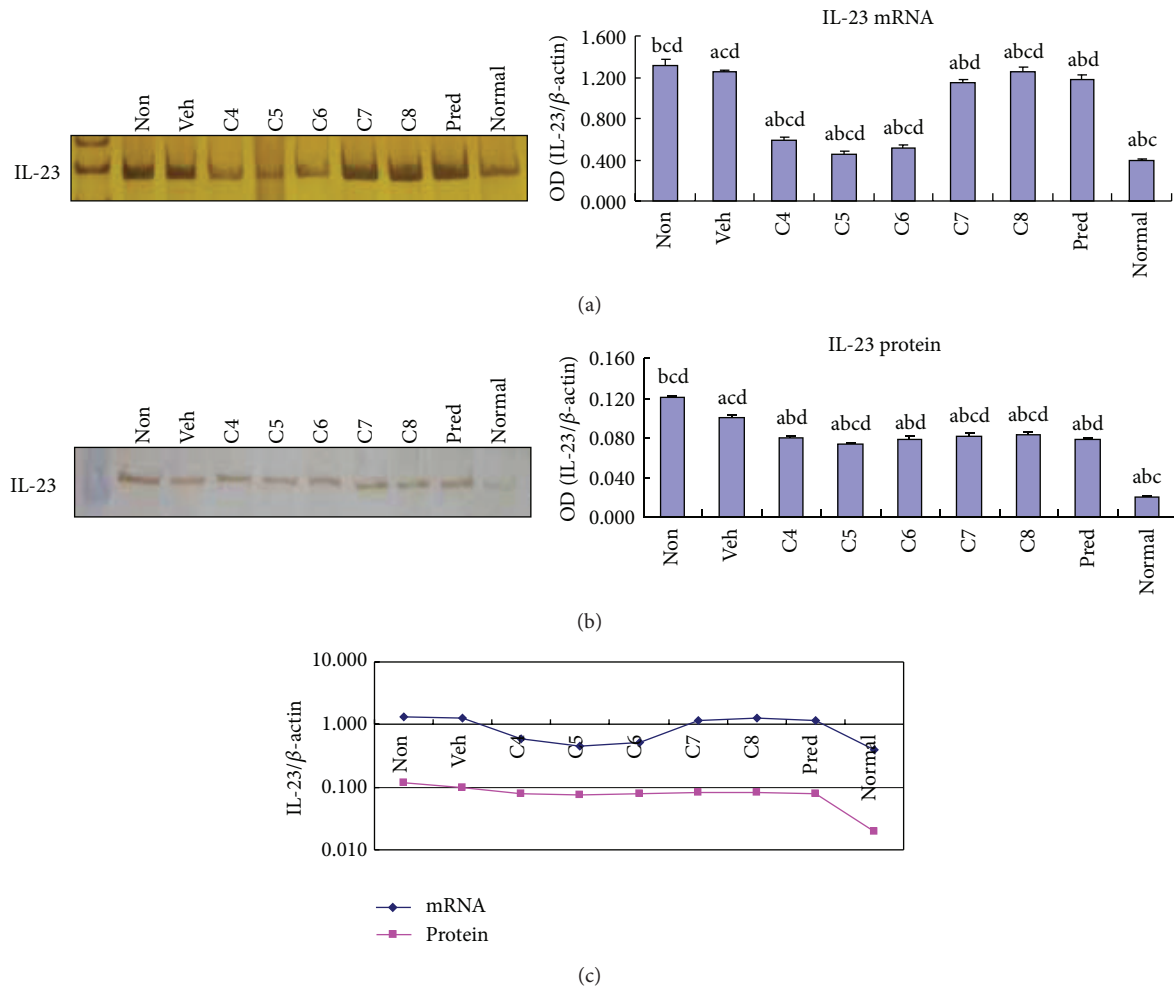 Non Veh C4 C5 C6 C7 C8 Pred Normal
IL-23
IL-23 mRNA
OD (IL-23/β-actin)
1.600
1.200
0.800
0.400
0.000
bcd acd abcd abcd abcd abd abcd abd abc
Non Veh C4 C5 C6 C7 C8 Pred Normal
(a)
Non Veh C4 C5 C6 C7 C8 Pred Normal
IL-23
IL-23 protein
OD (IL-23/β-actin)
0.160
0.120
0.080
0.040
0.000
bcd acd abd abcd abd abcd abcd abd abc
Non Veh C4 C5 C6 C7 C8 Pred Normal
(b)
IL-23/β-actin
10.000
1.000
0.100
0.010
Non Veh C4 C5 C6 C7 C8 Pred Normal
mRNA
Protein
(c)